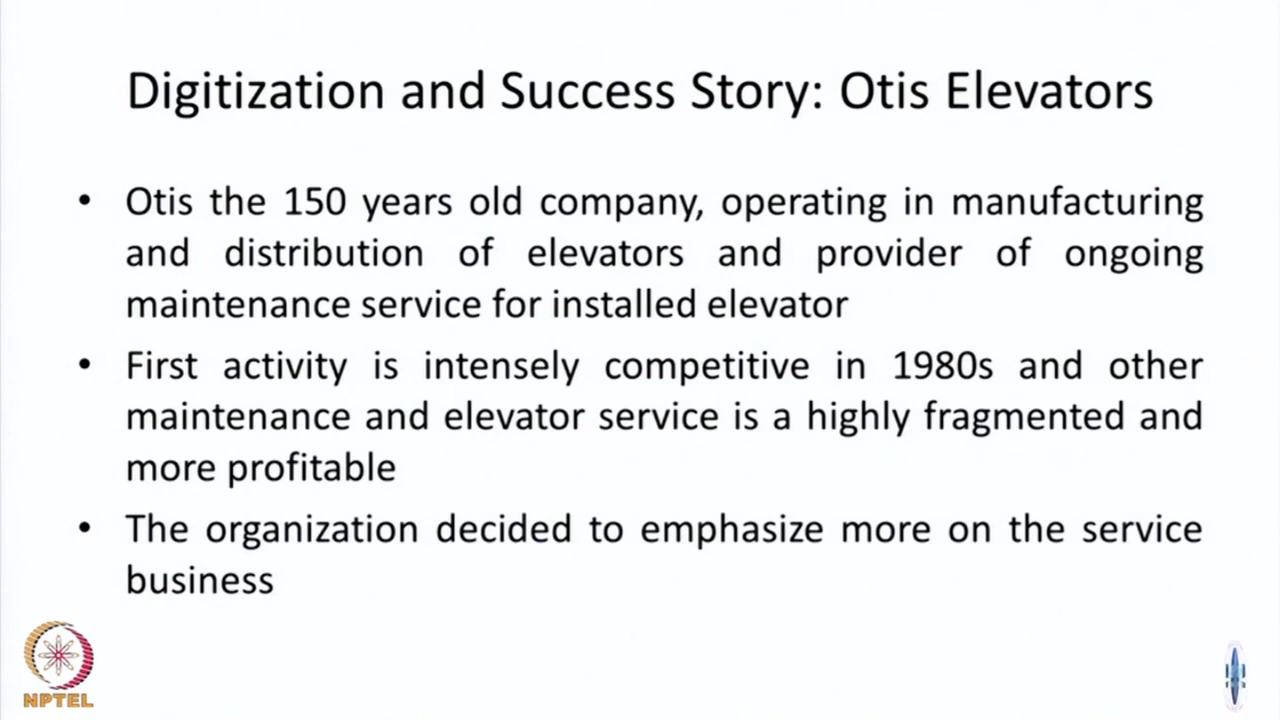 Digitization and Success Story: Otis Elevators
• Otis the 150 years old company, operating in manufacturing
and distribution of elevators and provider of ongoing
maintenance service for installed elevator
• First activity is intensely competitive in 1980s and other
maintenance and elevator service is a highly fragmented and
more profitable
• The organization decided to emphasize more on the service
business
NPTEL